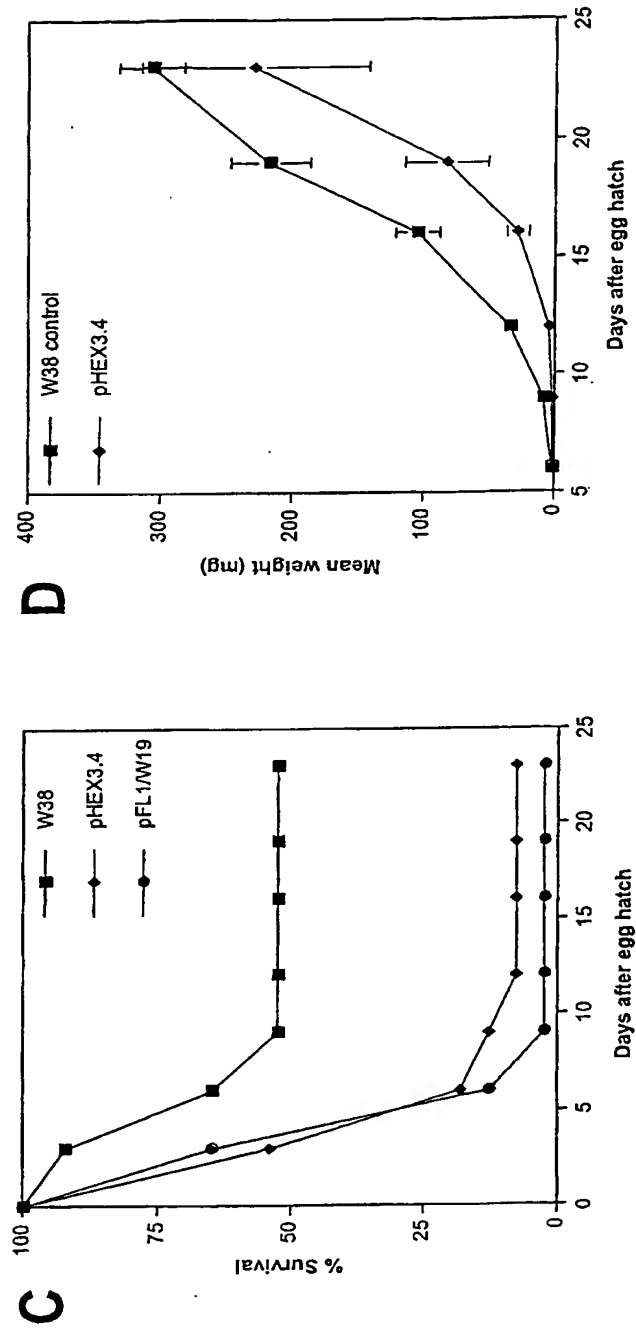 C
W38
pHEX3.4
pFL1/W19
100
75
50
25
0
% Survival
0
5
10
15
20
25
Days after egg hatch
D
W38 control
pHEX3.4
400
300
200
100
0
Mean weight (mg)
5
10
15
20
25
Days after egg hatch